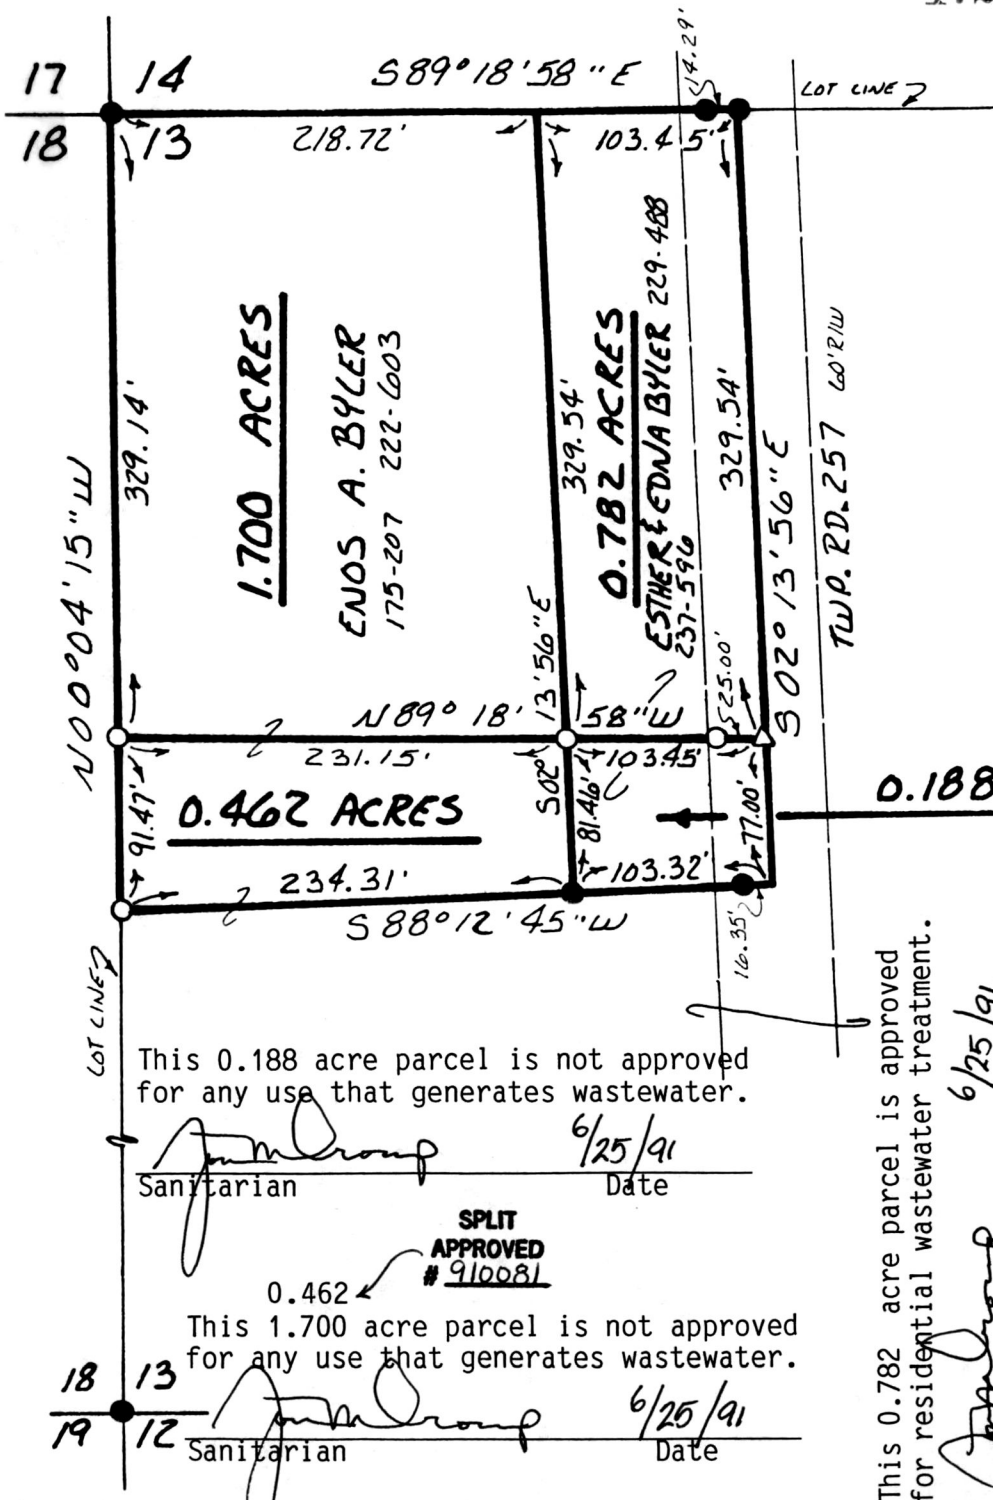 17 14
18 13
S 89° 18' 58" E
14.29'
LOT LINE
218.72'
103.45'
329.14'
1.700 ACRES
ENOS A. BYLER
175-207 222-603
329.54'
0.782 ACRES
ESTHER & EDNA BYLER 229-488
237-596
329.54'
S 02° 13' 56" E
TWP. RD. 257 60' R/W
N 00° 04' 15" W
N 89° 18' 58" W
S 02° 13' 56" E
25.00'
231.15'
103.45'
91.47'
0.462 ACRES
81.46'
77.00'
0.188
234.31'
103.32'
S 88° 12' 45" W
16.35'
LOT LINE
This 0.188 acre parcel is not approved
for any use that generates wastewater.
6/25/91
Sanitarian Date
SPLIT
APPROVED
# 910081
0.462
This 1.700 acre parcel is not approved
for any use that generates wastewater.
6/25/91
Sanitarian Date
18 13
19 12
This 0.782 acre parcel is approved
for residential wastewater treatment.
6/25/91